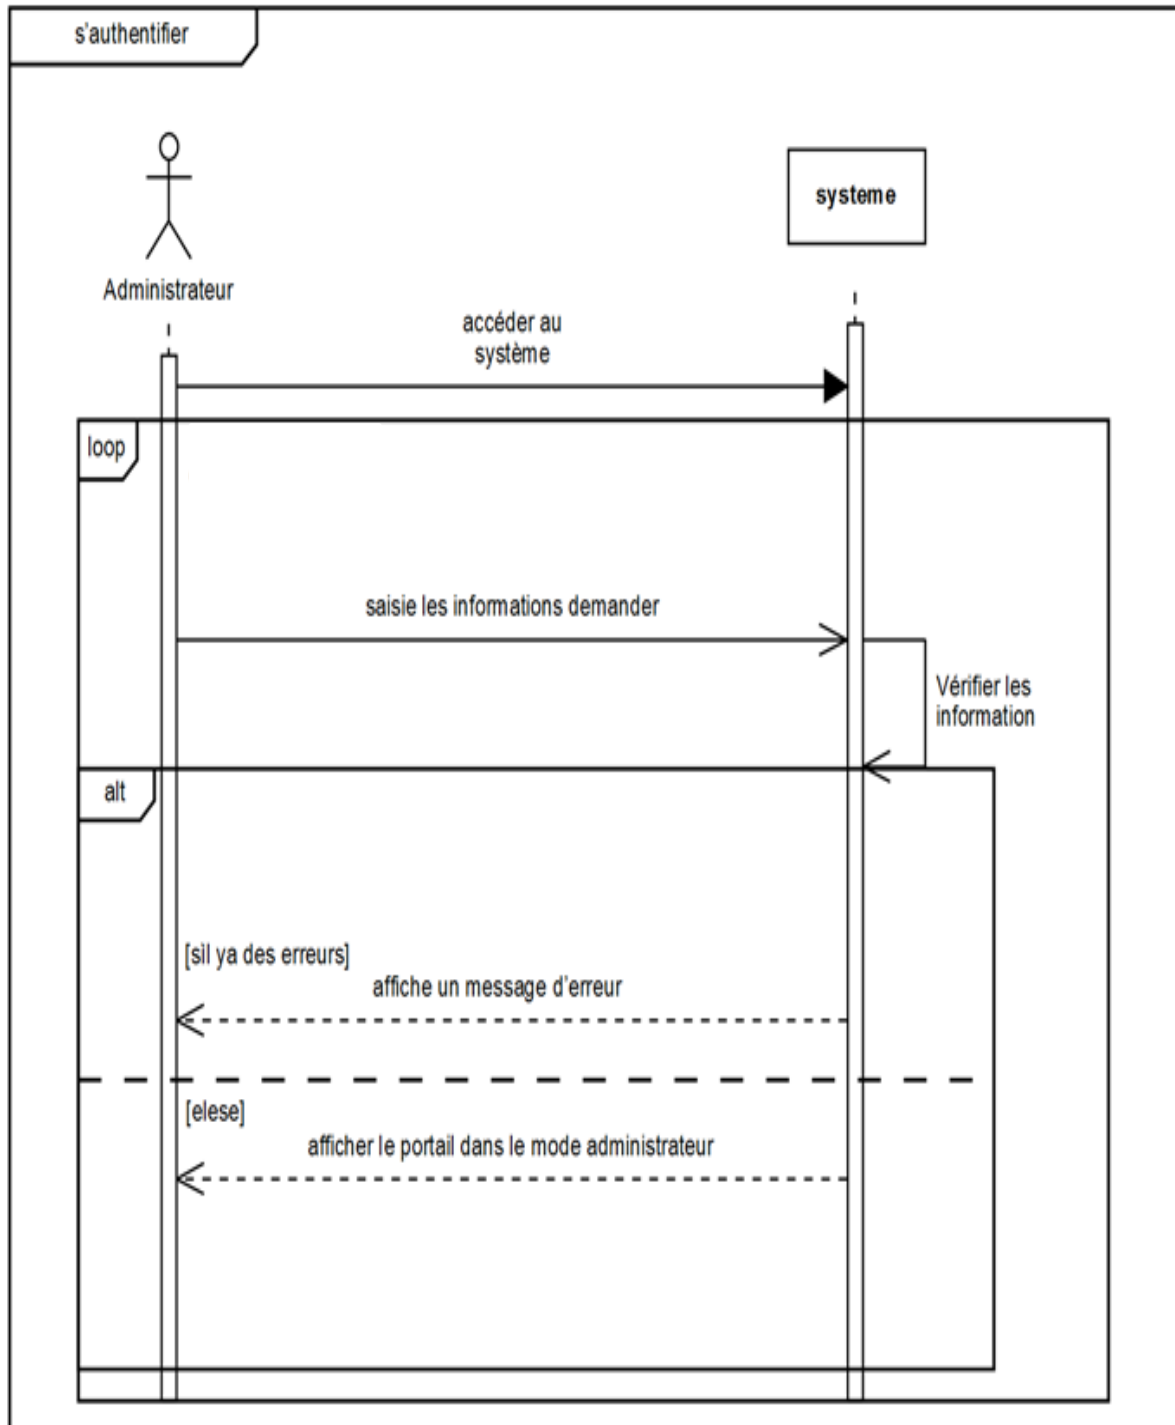 s'authentifier
systeme
Administrateur
accéder au
système
loop
saisie les informations demander
Vérifier les
information
alt
[sil ya des erreurs]
affiche un message d'erreur
[elese]
afficher le portail dans le mode administrateur